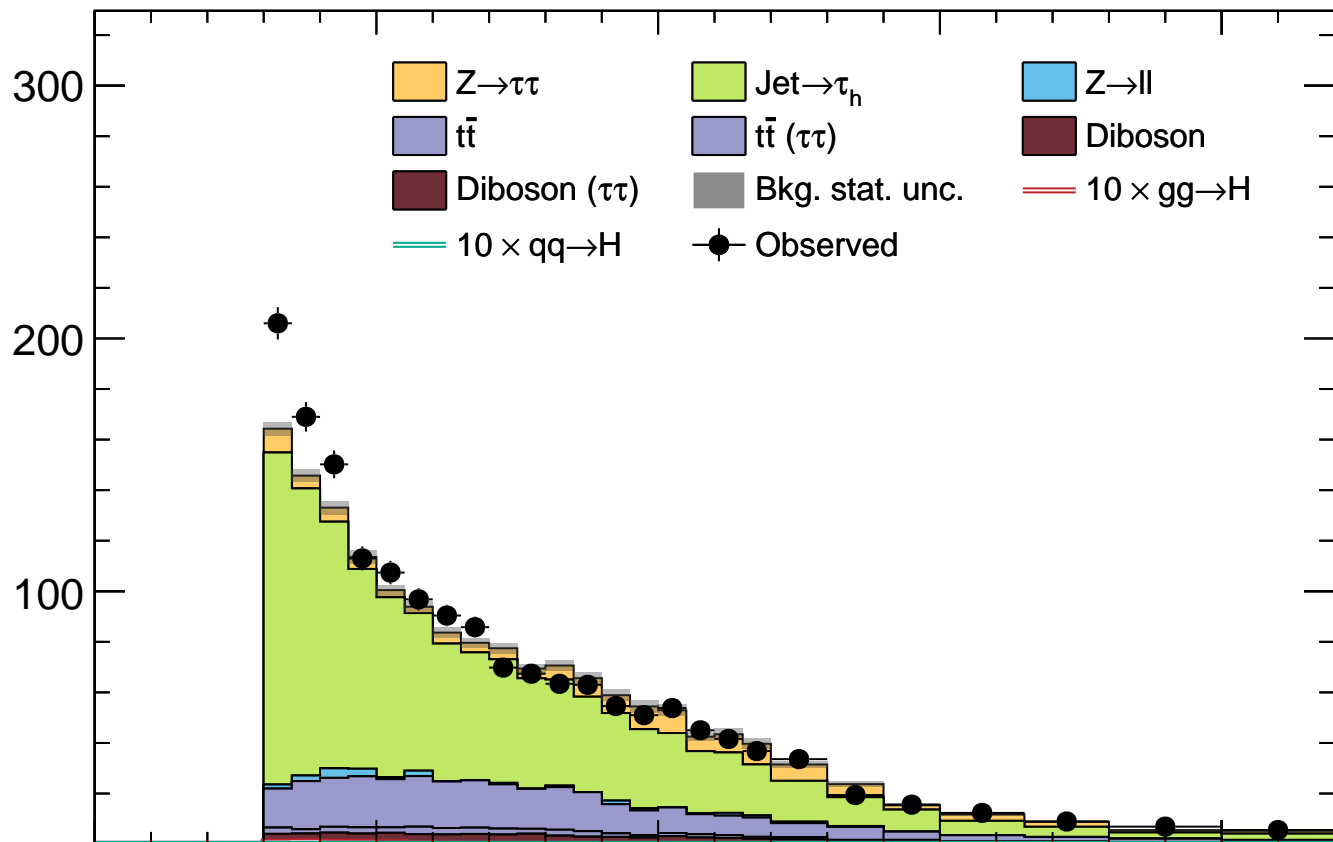 300
Z→ττ Jet→τ_h Z→ll
tt̄ tt̄ (ττ) Diboson
Diboson (ττ) Bkg. stat. unc. 10 × gg→H
10 × qq→H Observed
200
100